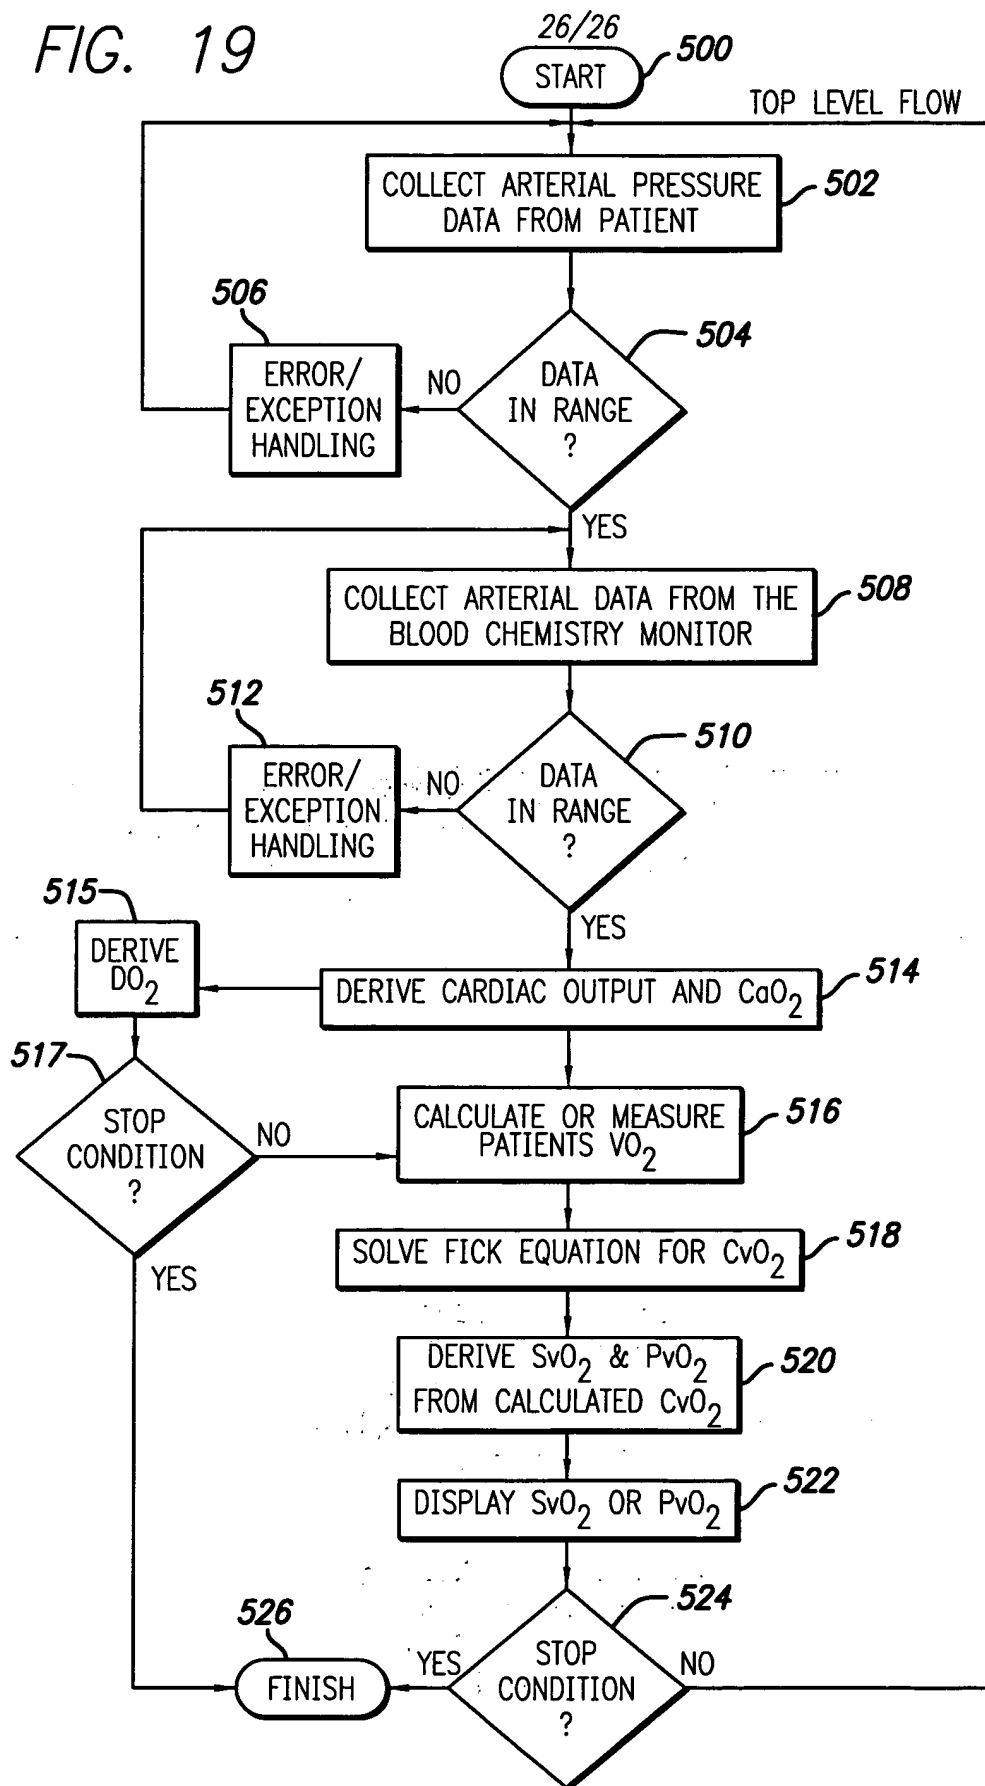 FIG. 19
26/26
START
500
TOP LEVEL FLOW
COLLECT ARTERIAL PRESSURE
DATA FROM PATIENT
502
506
ERROR/
EXCEPTION
HANDLING
NO
DATA
IN RANGE
?
504
YES
COLLECT ARTERIAL DATA FROM THE
BLOOD CHEMISTRY MONITOR
508
512
ERROR/
EXCEPTION
HANDLING
NO
DATA
IN RANGE
?
510
YES
515
DERIVE
DO2
DERIVE CARDIAC OUTPUT AND CaO2
514
517
STOP
CONDITION
?
NO
YES
CALCULATE OR MEASURE
PATIENTS VO2
516
SOLVE FICK EQUATION FOR CvO2
518
DERIVE SvO2 & PvO2
FROM CALCULATED CvO2
520
DISPLAY SvO2 OR PvO2
522
526
FINISH
YES
STOP
CONDITION
?
524
NO